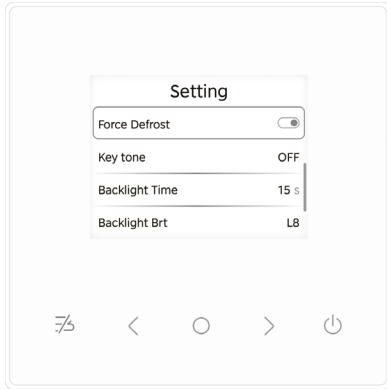 Setting
Force Defrost
Key tone OFF
Backlight Time 15 s
Backlight Brt L8